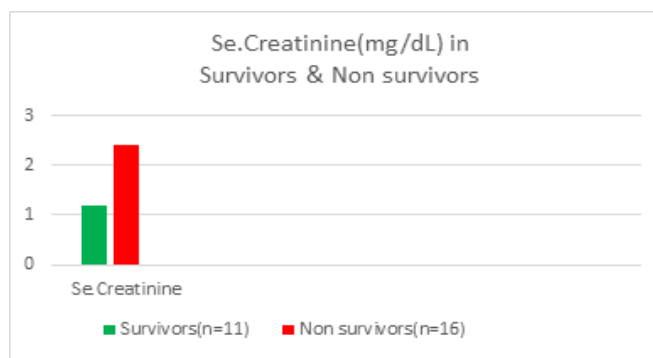 Se.Creatinine(mg/dL) in
Survivors & Non survivors
3
2
1
0
Se.Creatinine
Survivors(n=11) Non survivors(n=16)